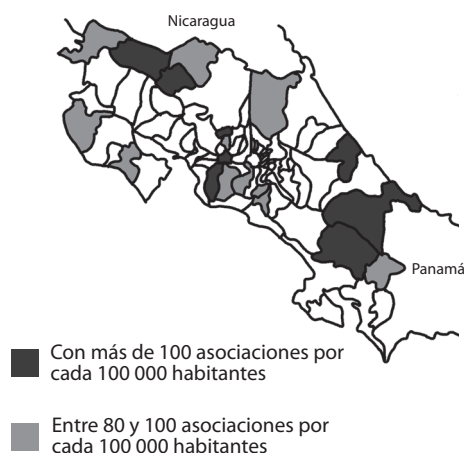 Nicaragua
Panamá
Con más de 100 asociaciones por
cada 100 000 habitantes
Entre 80 y 100 asociaciones por
cada 100 000 habitantes